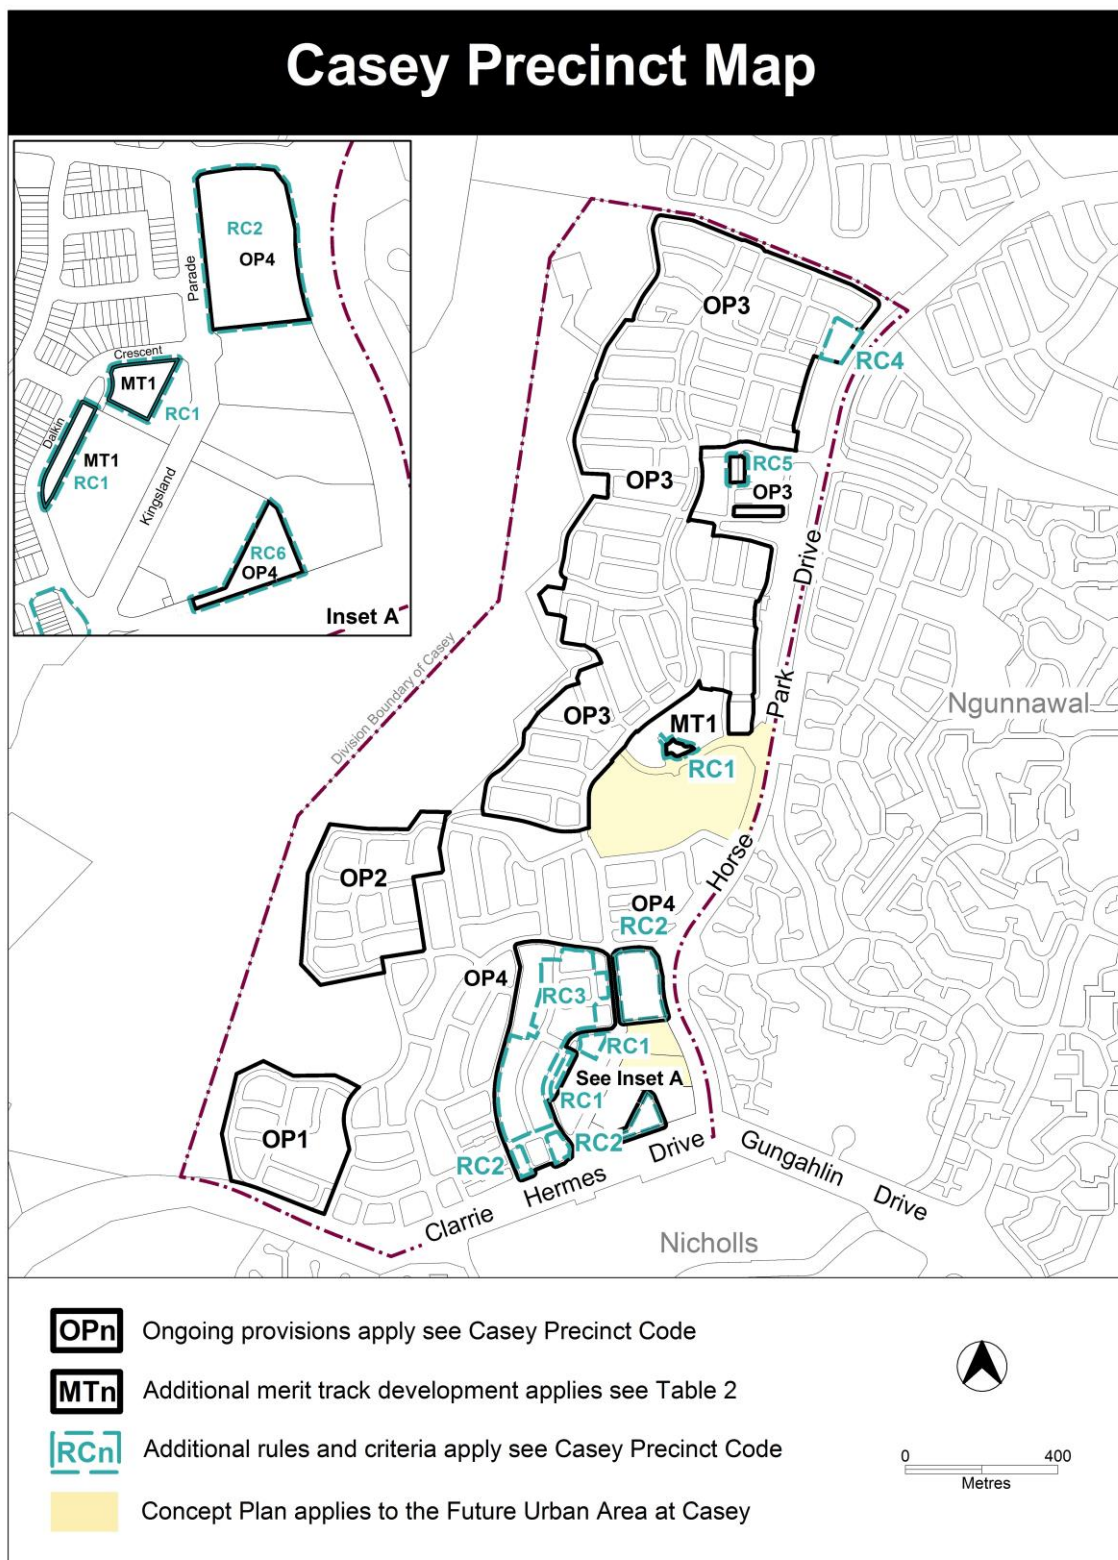 Casey Precinct Map
RC2
OP4
Parade
Crescent
MT1
RC1
Dalkin
MT1
RC1
Kingsland
RC6
OP4
Inset A
OP3
RC4
OP3
RC5
OP3
Drive
Park
Horse
Division Boundary of Casey
OP3
MT1
RC1
Ngunnawal
OP2
OP4
RC2
OP4
RC3
RC1
See Inset A
RC1
OP1
RC2
RC2
Clarrie Hermes Drive
Gungahlin Drive
Nicholls
OPn Ongoing provisions apply see Casey Precinct Code
MTn Additional merit track development applies see Table 2
RCn Additional rules and criteria apply see Casey Precinct Code
Concept Plan applies to the Future Urban Area at Casey
0 400
Metres